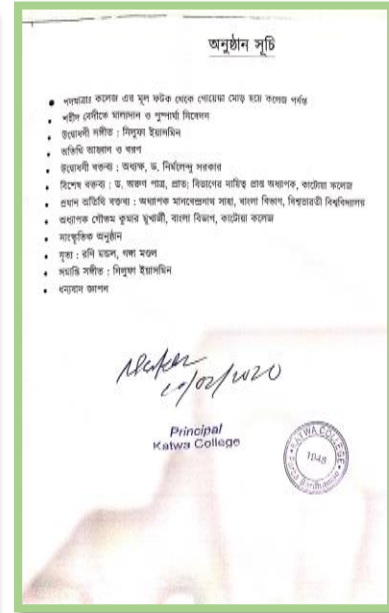 অনুষ্ঠান সূচি
পদযাত্রাঃ কলেজ এর মূল ফটক থেকে গোয়েঙ্কা মোড় হয়ে কলেজ পর্যন্ত
শহীদ বেদীতে মাল্যদান ও পুষ্পার্ঘ্য নিবেদন
উদ্বোধনী সঙ্গীত : নিলুফা ইয়াসমিন
অতিথি আহ্বান ও বরণ
উদ্বোধনী বক্তব্য : অধ্যক্ষ, ড. নির্মলেন্দু সরকার
বিশেষ বক্তব্য : ড. অরুণ পাত্র, প্রাতঃ বিভাগের দায়িত্ব প্রাপ্ত অধ্যাপক, কাটোয়া কলেজ
প্রধান অতিথি বক্তব্য : অধ্যাপক মানবেন্দ্রনাথ সাহা, বাংলা বিভাগ, বিশ্বভারতী বিশ্ববিদ্যালয়
অধ্যাপক গৌতম কুমার মুখার্জী, বাংলা বিভাগ, কাটোয়া কলেজ
সাংস্কৃতিক অনুষ্ঠান
নৃত্য : রনি মন্ডল, গঙ্গা মণ্ডল
সমাপ্তি সঙ্গীত : নিলুফা ইয়াসমিন
ধন্যবাদ জ্ঞাপন
Principal
Katwa College
KATWA COLLEGE
1948
Purba Bardhaman